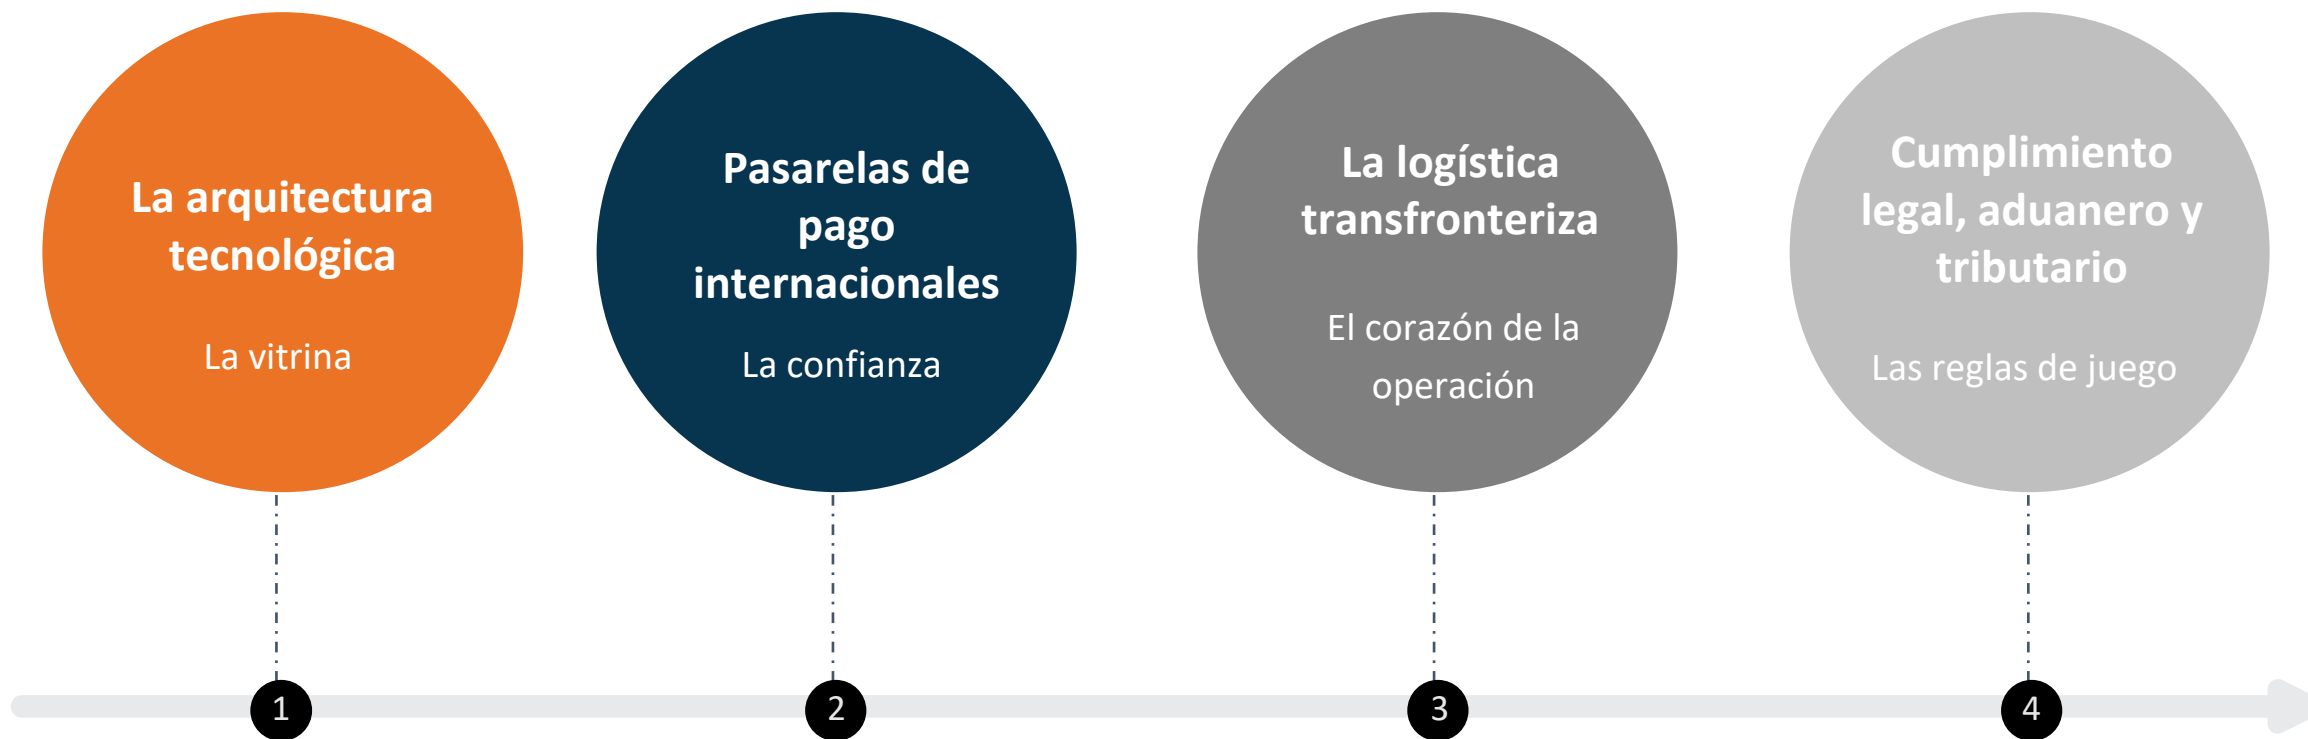 La arquitectura
tecnológica
La vitrina
Pasarelas de
pago
internacionales
La confianza
La logística
transfronteriza
El corazón de la
operación
Cumplimiento
legal, aduanero y
tributario
Las reglas de juego
1
2
3
4